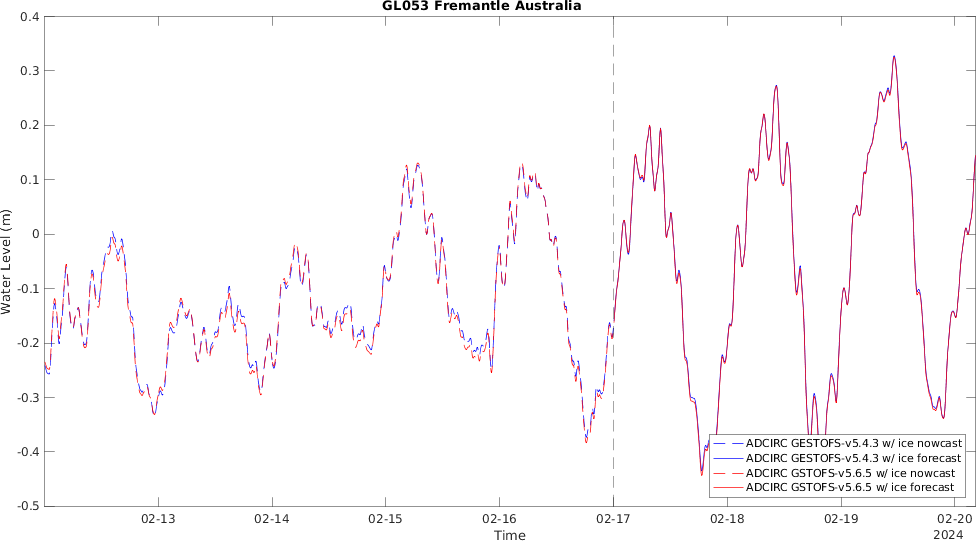 GL053 Fremantle Australia
0.4
0.3
0.2
0.1
0
-0.1
-0.2
-0.3
-0.4
-0.5
Water Level (m)
02-13
02-14
02-15
02-16
02-17
02-18
02-19
02-20
2024
Time
ADCIRC GESTOFS-v5.4.3 w/ ice nowcast
ADCIRC GESTOFS-v5.4.3 w/ ice forecast
ADCIRC GSTOFS-v5.6.5 w/ ice nowcast
ADCIRC GSTOFS-v5.6.5 w/ ice forecast